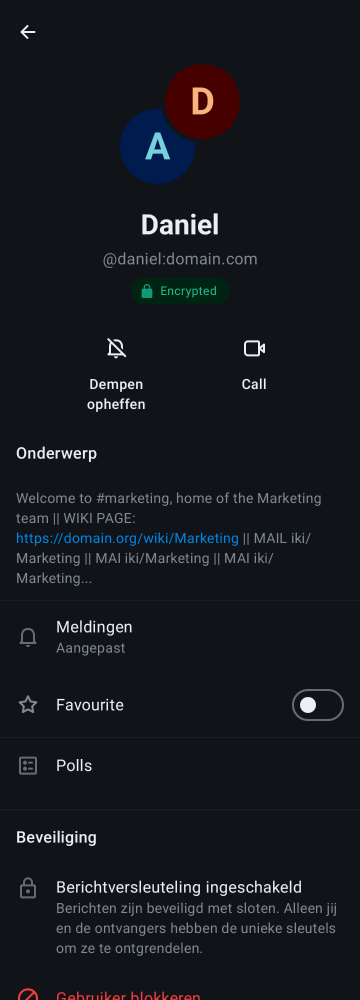 D
A
Daniel
@daniel:domain.com
Encrypted
Dempen
opheffen
Call
Onderwerp
Welcome to #marketing, home of the Marketing
team || WIKI PAGE:
https://domain.org/wiki/Marketing || MAIL iki/
Marketing || MAI iki/Marketing || MAI iki/
Marketing...
Meldingen
Aangepast
Favourite
Polls
Beveiliging
Berichtversleuteling ingeschakeld
Berichten zijn beveiligd met sloten. Alleen jij
en de ontvangers hebben de unieke sleutels
om ze te ontgrendelen.
Gebruiker blokkeren